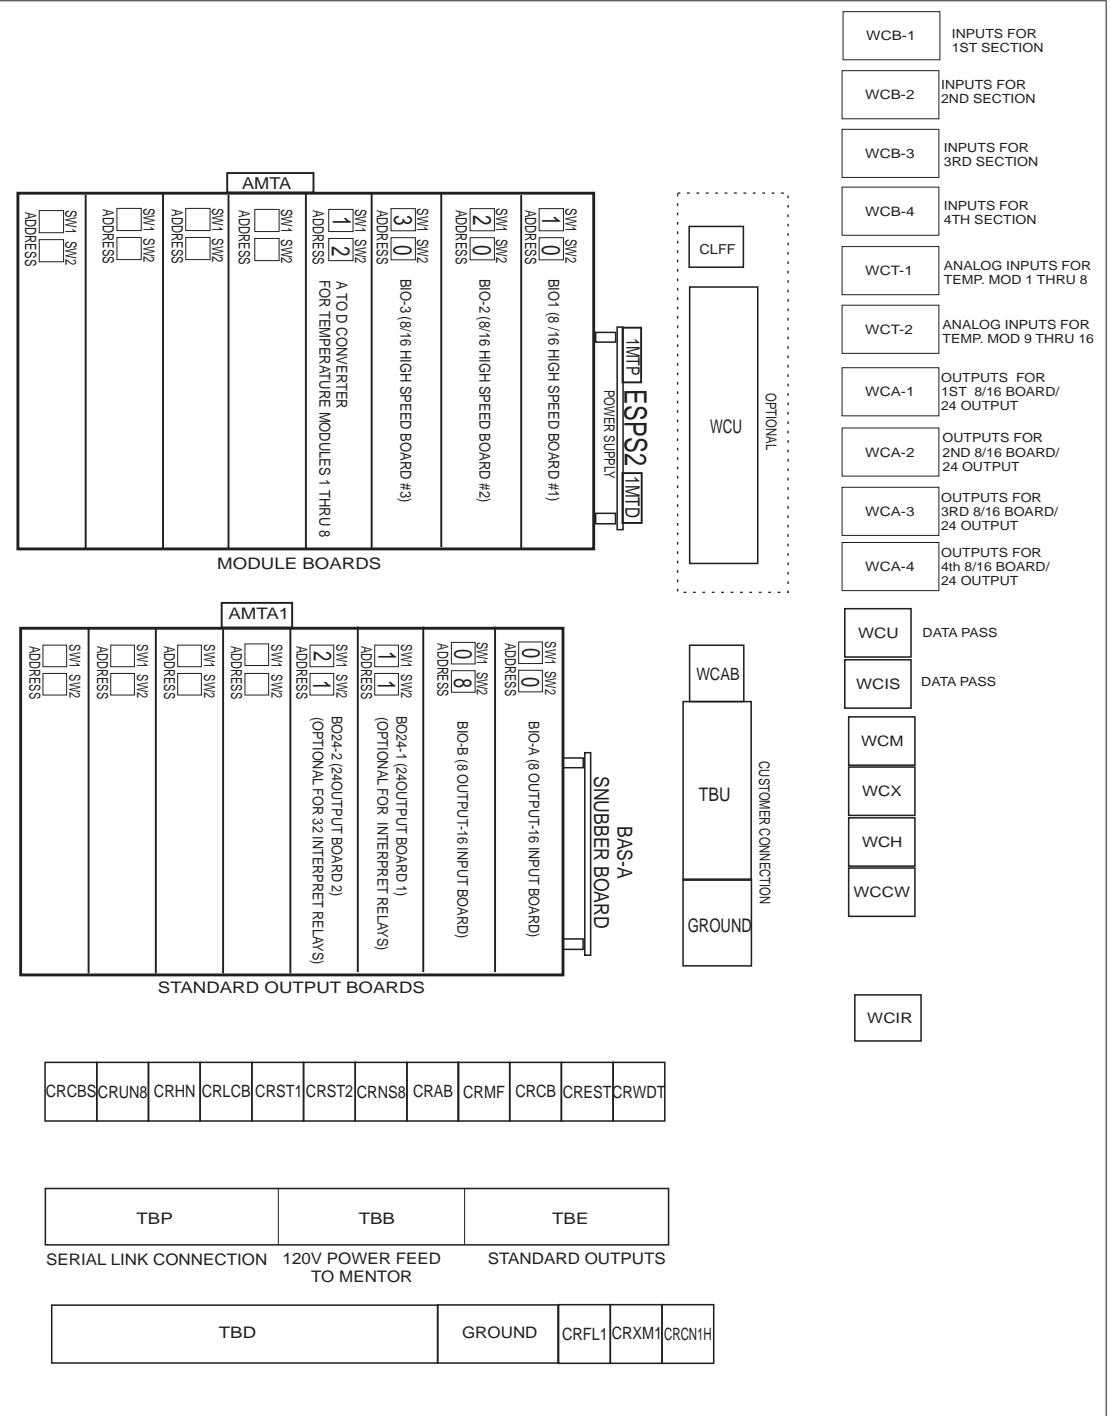 WCB-1
INPUTS FOR
1ST SECTION
WCB-2
INPUTS FOR
2ND SECTION
WCB-3
INPUTS FOR
3RD SECTION
WCB-4
INPUTS FOR
4TH SECTION
WCT-1
ANALOG INPUTS FOR
TEMP. MOD 1 THRU 8
WCT-2
ANALOG INPUTS FOR
TEMP. MOD 9 THRU 16
WCA-1
OUTPUTS FOR
1ST 8/16 BOARD/
24 OUTPUT
WCA-2
OUTPUTS FOR
2ND 8/16 BOARD/
24 OUTPUT
WCA-3
OUTPUTS FOR
3RD 8/16 BOARD/
24 OUTPUT
WCA-4
OUTPUTS FOR
4th 8/16 BOARD/
24 OUTPUT
WCU
DATA PASS
WCIS
DATA PASS
WCM
WCX
WCH
WCCW
WCIR
AMTA
SW1 SW2
ADDRESS
SW1 SW2
ADDRESS
SW1 SW2
ADDRESS
SW1 SW2
ADDRESS
SW1 SW2
1 2
ADDRESS
A TO D CONVERTER
FOR TEMPERATURE MODULES 1 THRU 8
SW1 SW2
3 0
ADDRESS
BIO-3 (8/16 HIGH SPEED BOARD #3)
SW1 SW2
2 0
ADDRESS
BIO-2 (8/16 HIGH SPEED BOARD #2)
SW1 SW2
1 0
ADDRESS
BIO1 (8 /16 HIGH SPEED BOARD #1)
1MTP
ESPS2
1MTD
POWER SUPPLY
MODULE BOARDS
CLFF
WCU
OPTIONAL
AMTA1
SW1 SW2
ADDRESS
SW1 SW2
ADDRESS
SW1 SW2
ADDRESS
SW1 SW2
ADDRESS
SW1 SW2
2 1
ADDRESS
BO24-2 (24OUTPUT BOARD 2)
(OPTIONAL FOR 32 INTERPRET RELAYS)
SW1 SW2
1 1
ADDRESS
BO24-1 (24OUTPUT BOARD 1)
(OPTIONAL FOR INTERPRET RELAYS)
SW1 SW2
0 8
ADDRESS
BIO-B (8 OUTPUT-16 INPUT BOARD)
SW1 SW2
0 0
ADDRESS
BIO-A (8 OUTPUT-16 INPUT BOARD)
BAS-A
SNUBBER BOARD
STANDARD OUTPUT BOARDS
WCAB
TBU
GROUND
CUSTOMER CONNECTION
CRCBS CRUN8 CRHN CRLCB CRST1 CRST2 CRNS8 CRAB CRMF CRCB CREST CRWDT
TBP
TBB
TBE
SERIAL LINK CONNECTION
120V POWER FEED
TO MENTOR
STANDARD OUTPUTS
TBD
GROUND
CRFL1
CRXM1
CRCN1H